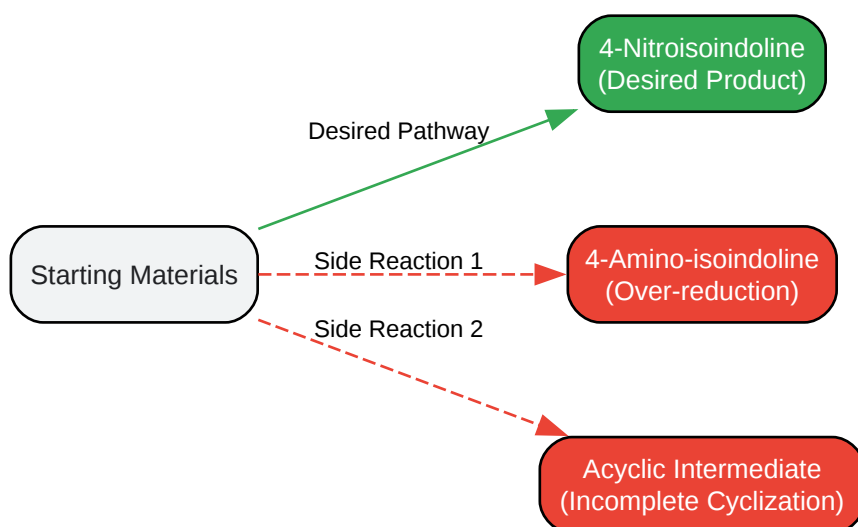 4-Nitroisoindoline
(Desired Product)
Desired Pathway
Starting Materials
Side Reaction 1
4-Amino-isoindoline
(Over-reduction)
Side Reaction 2
Acyclic Intermediate
(Incomplete Cyclization)